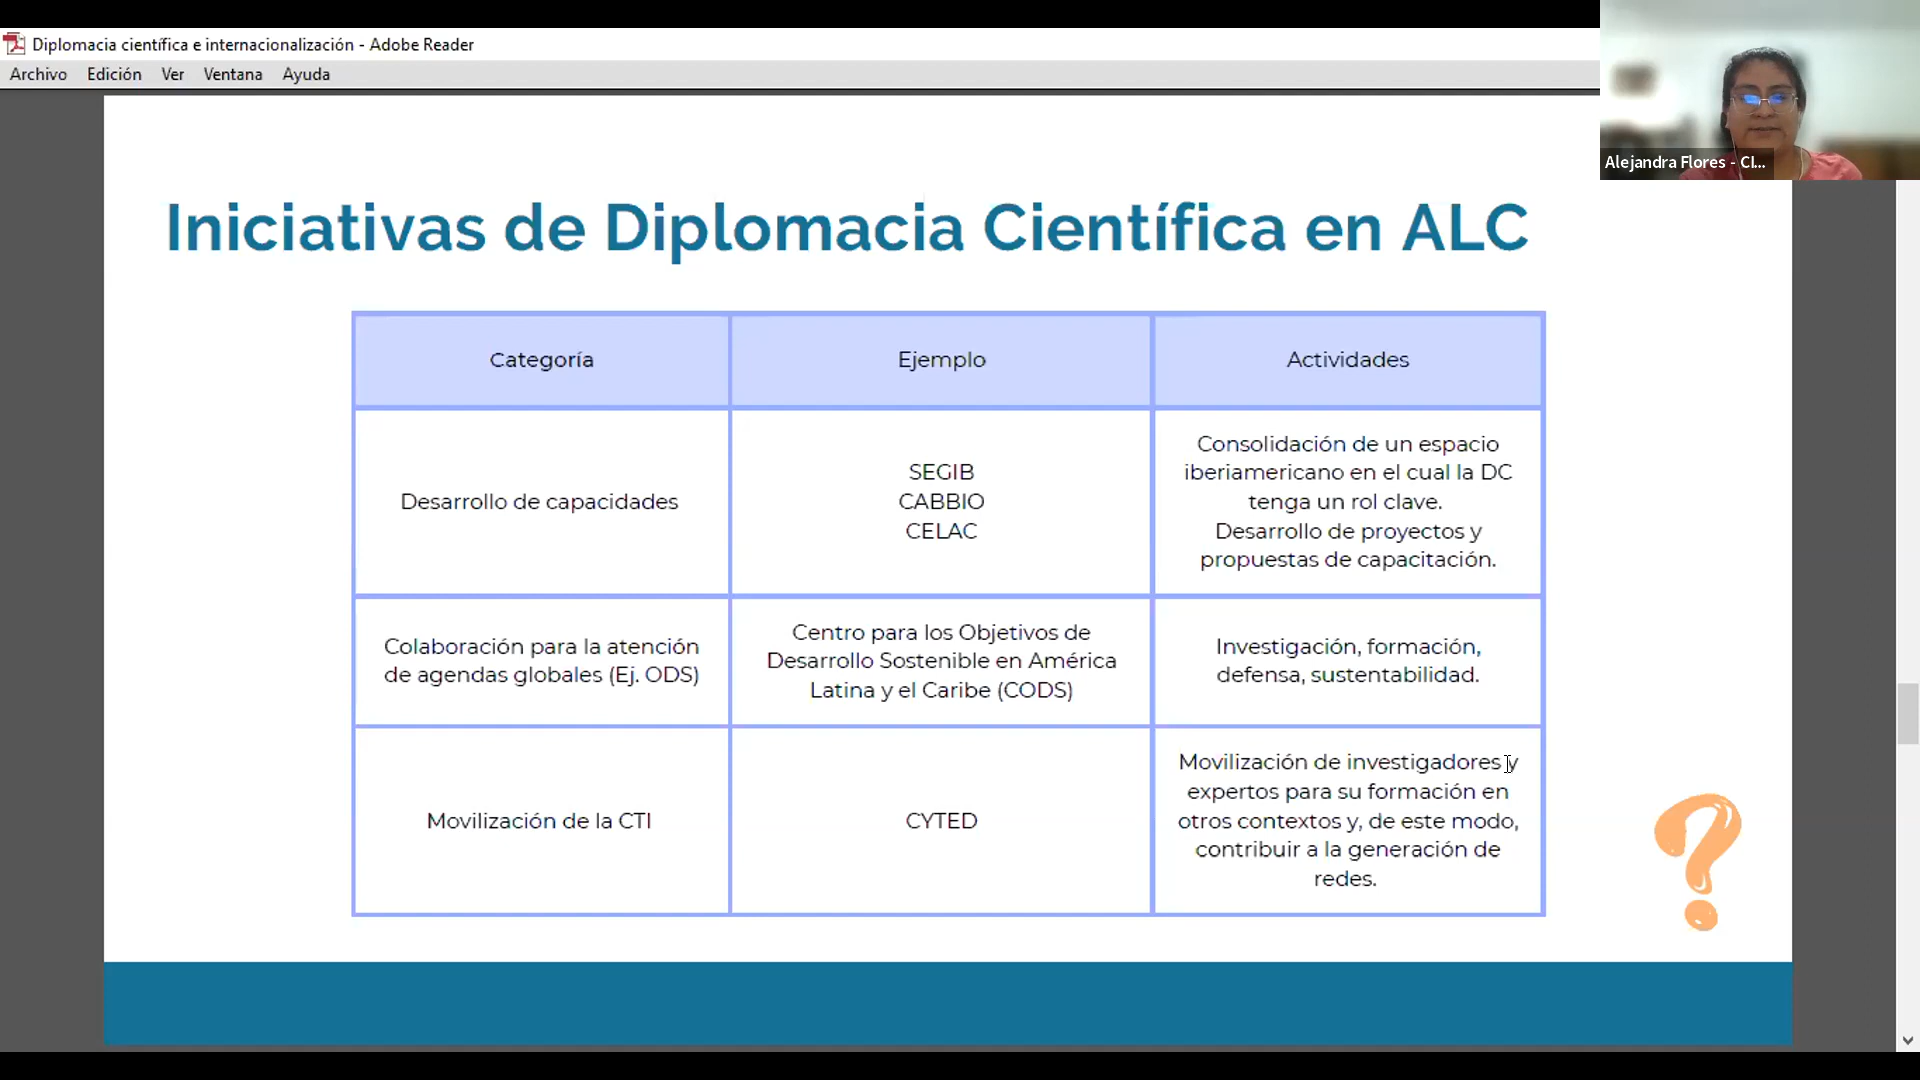 Diplomacia científica e internacionalización - Adobe Reader
Archivo Edición Ver Ventana Ayuda
Alejandra Flores - CI...
Iniciativas de Diplomacia Científica en ALC
Categoría
Ejemplo
Actividades
Desarrollo de capacidades
SEGIB
CABBIO
CELAC
Consolidación de un espacio
iberiamericano en el cual la DC
tenga un rol clave.
Desarrollo de proyectos y
propuestas de capacitación.
Colaboración para la atención
de agendas globales (Ej. ODS)
Centro para los Objetivos de
Desarrollo Sostenible en América
Latina y el Caribe (CODS)
Investigación, formación,
defensa, sustentabilidad.
Movilización de la CTI
CYTED
Movilización de investigadores y
expertos para su formación en
otros contextos y, de este modo,
contribuir a la generación de
redes.
?